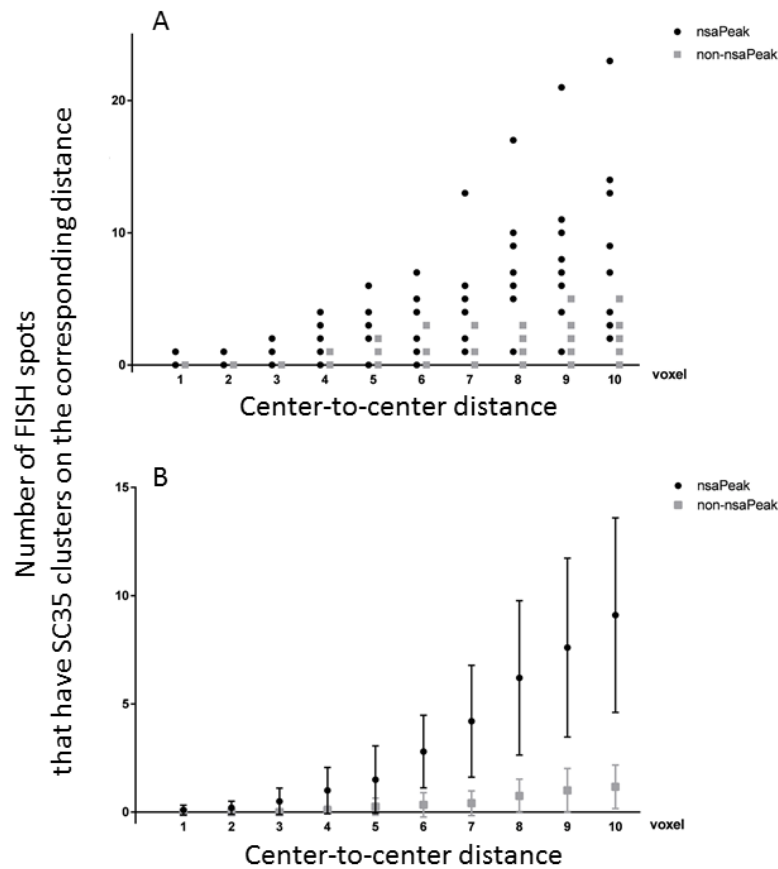 A
nsaPeak
non-nsaPeak
20
10
0
1 2 3 4 5 6 7 8 9 10 voxel
Center-to-center distance
Number of FISH spots
that have SC35 clusters on the corresponding distance
B
nsaPeak
non-nsaPeak
15
10
5
0
1 2 3 4 5 6 7 8 9 10 voxel
Center-to-center distance